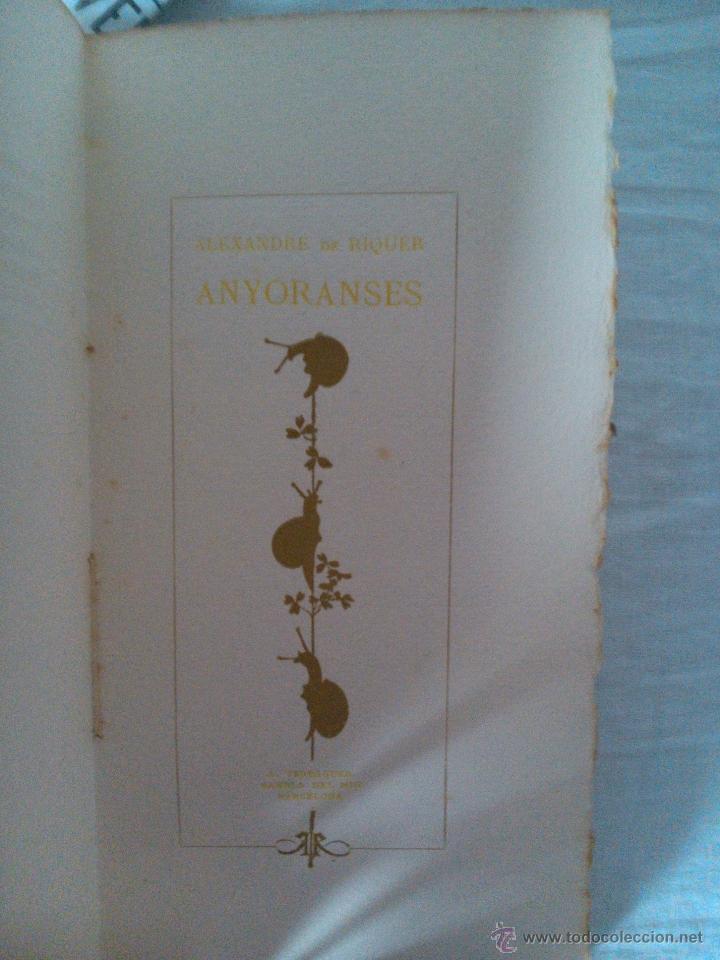 ALEXANDRE DE RIQUER
ANYORANSES
A. VERDAGUER
RAMBLA DEL MIG
BARCELONA
www.todocoleccion.net